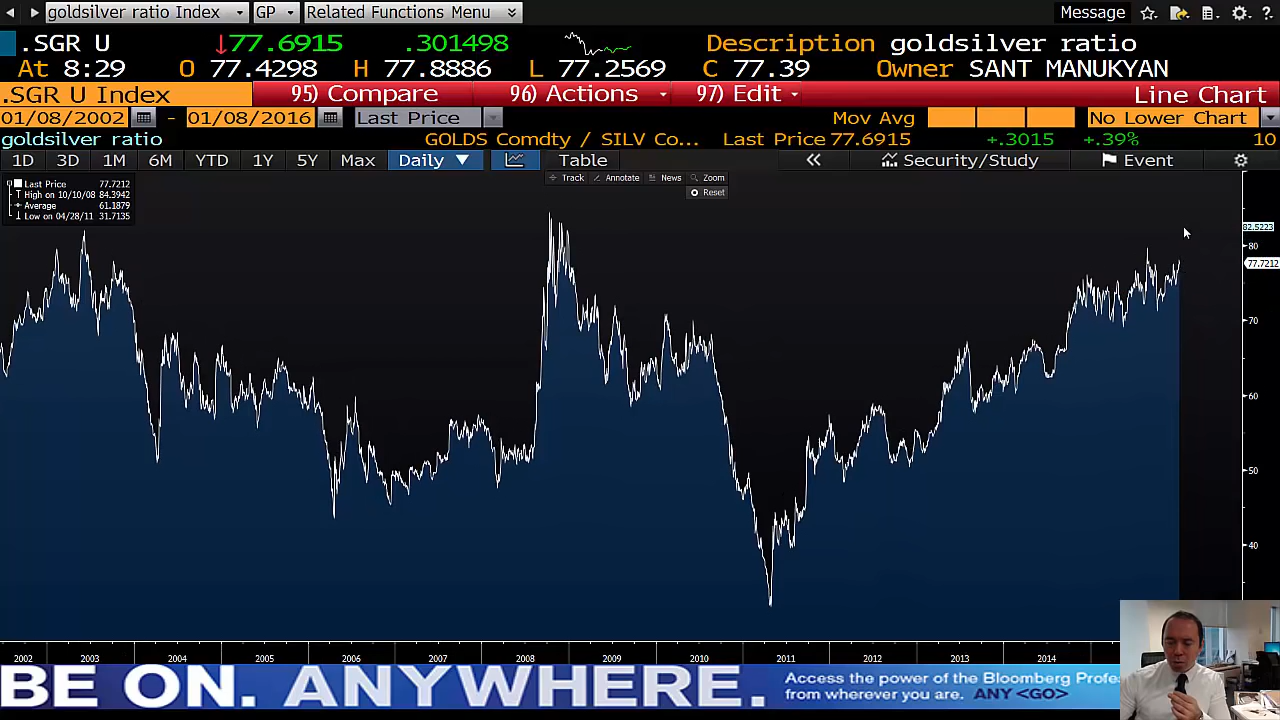 goldsilver ratio Index GP Related Functions Menu Message
.SGR U 77.6915 .301498 Description goldsilver ratio
At 8:29 O 77.4298 H 77.8886 L 77.2569 C 77.39 Owner SANT MANUKYAN
.SGR U Index 95) Compare 96) Actions 97) Edit Line Chart
01/08/2002 - 01/08/2016 Last Price Mov Avg No Lower Chart
goldsilver ratio GOLDS Comdty / SILV Co... Last Price 77.6915 +.3015 +.39% 10
1D 3D 1M 6M YTD 1Y 5Y Max Daily Table Security/Study Event
Track Annotate News Zoom
Reset
Last Price 77.7212
High on 10/10/08 84.3942
Average 61.1879
Low on 04/28/11 31.7135
82.5223
80
77.7212
70
60
50
40
2002 2003 2004 2005 2006 2007 2008 2009 2010 2011 2012 2013 2014
BE ON. ANYWHERE. Access the power of the Bloomberg Profe
from wherever you are. ANY <GO>